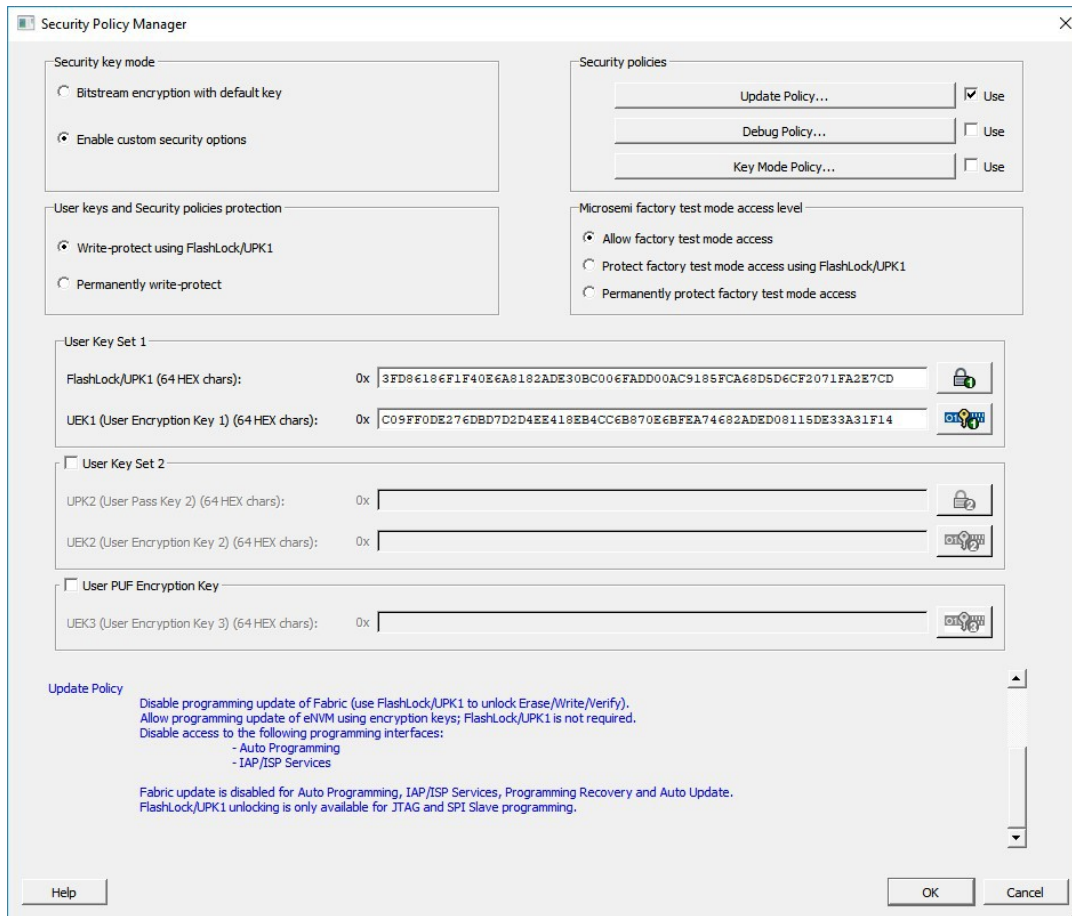 Security Policy Manager
Security key mode
Bitstream encryption with default key
Enable custom security options
Security policies
Update Policy...
Use
Debug Policy...
Use
Key Mode Policy...
Use
User keys and Security policies protection
Write-protect using FlashLock/UPK1
Permanently write-protect
Microsemi factory test mode access level
Allow factory test mode access
Protect factory test mode access using FlashLock/UPK1
Permanently protect factory test mode access
User Key Set 1
FlashLock/UPK1 (64 HEX chars): 0x 3FD86186F1F40E6A8182ADE30BC006FADD00AC9185FCA68D5D6CF2071FA2E7CD
UEK1 (User Encryption Key 1) (64 HEX chars): 0x C09FF0DE276DBD7D2D4EE418EB4CC6B870E6BFEA74682ADED08115DE33A31F14
User Key Set 2
UPK2 (User Pass Key 2) (64 HEX chars): 0x
UEK2 (User Encryption Key 2) (64 HEX chars): 0x
User PUF Encryption Key
UEK3 (User Encryption Key 3) (64 HEX chars): 0x
Update Policy
Disable programming update of Fabric (use FlashLock/UPK1 to unlock Erase/Write/Verify).
Allow programming update of eNVM using encryption keys; FlashLock/UPK1 is not required.
Disable access to the following programming interfaces:
- Auto Programming
- IAP/ISP Services
Fabric update is disabled for Auto Programming, IAP/ISP Services, Programming Recovery and Auto Update.
FlashLock/UPK1 unlocking is only available for JTAG and SPI Slave programming.
Help
OK
Cancel